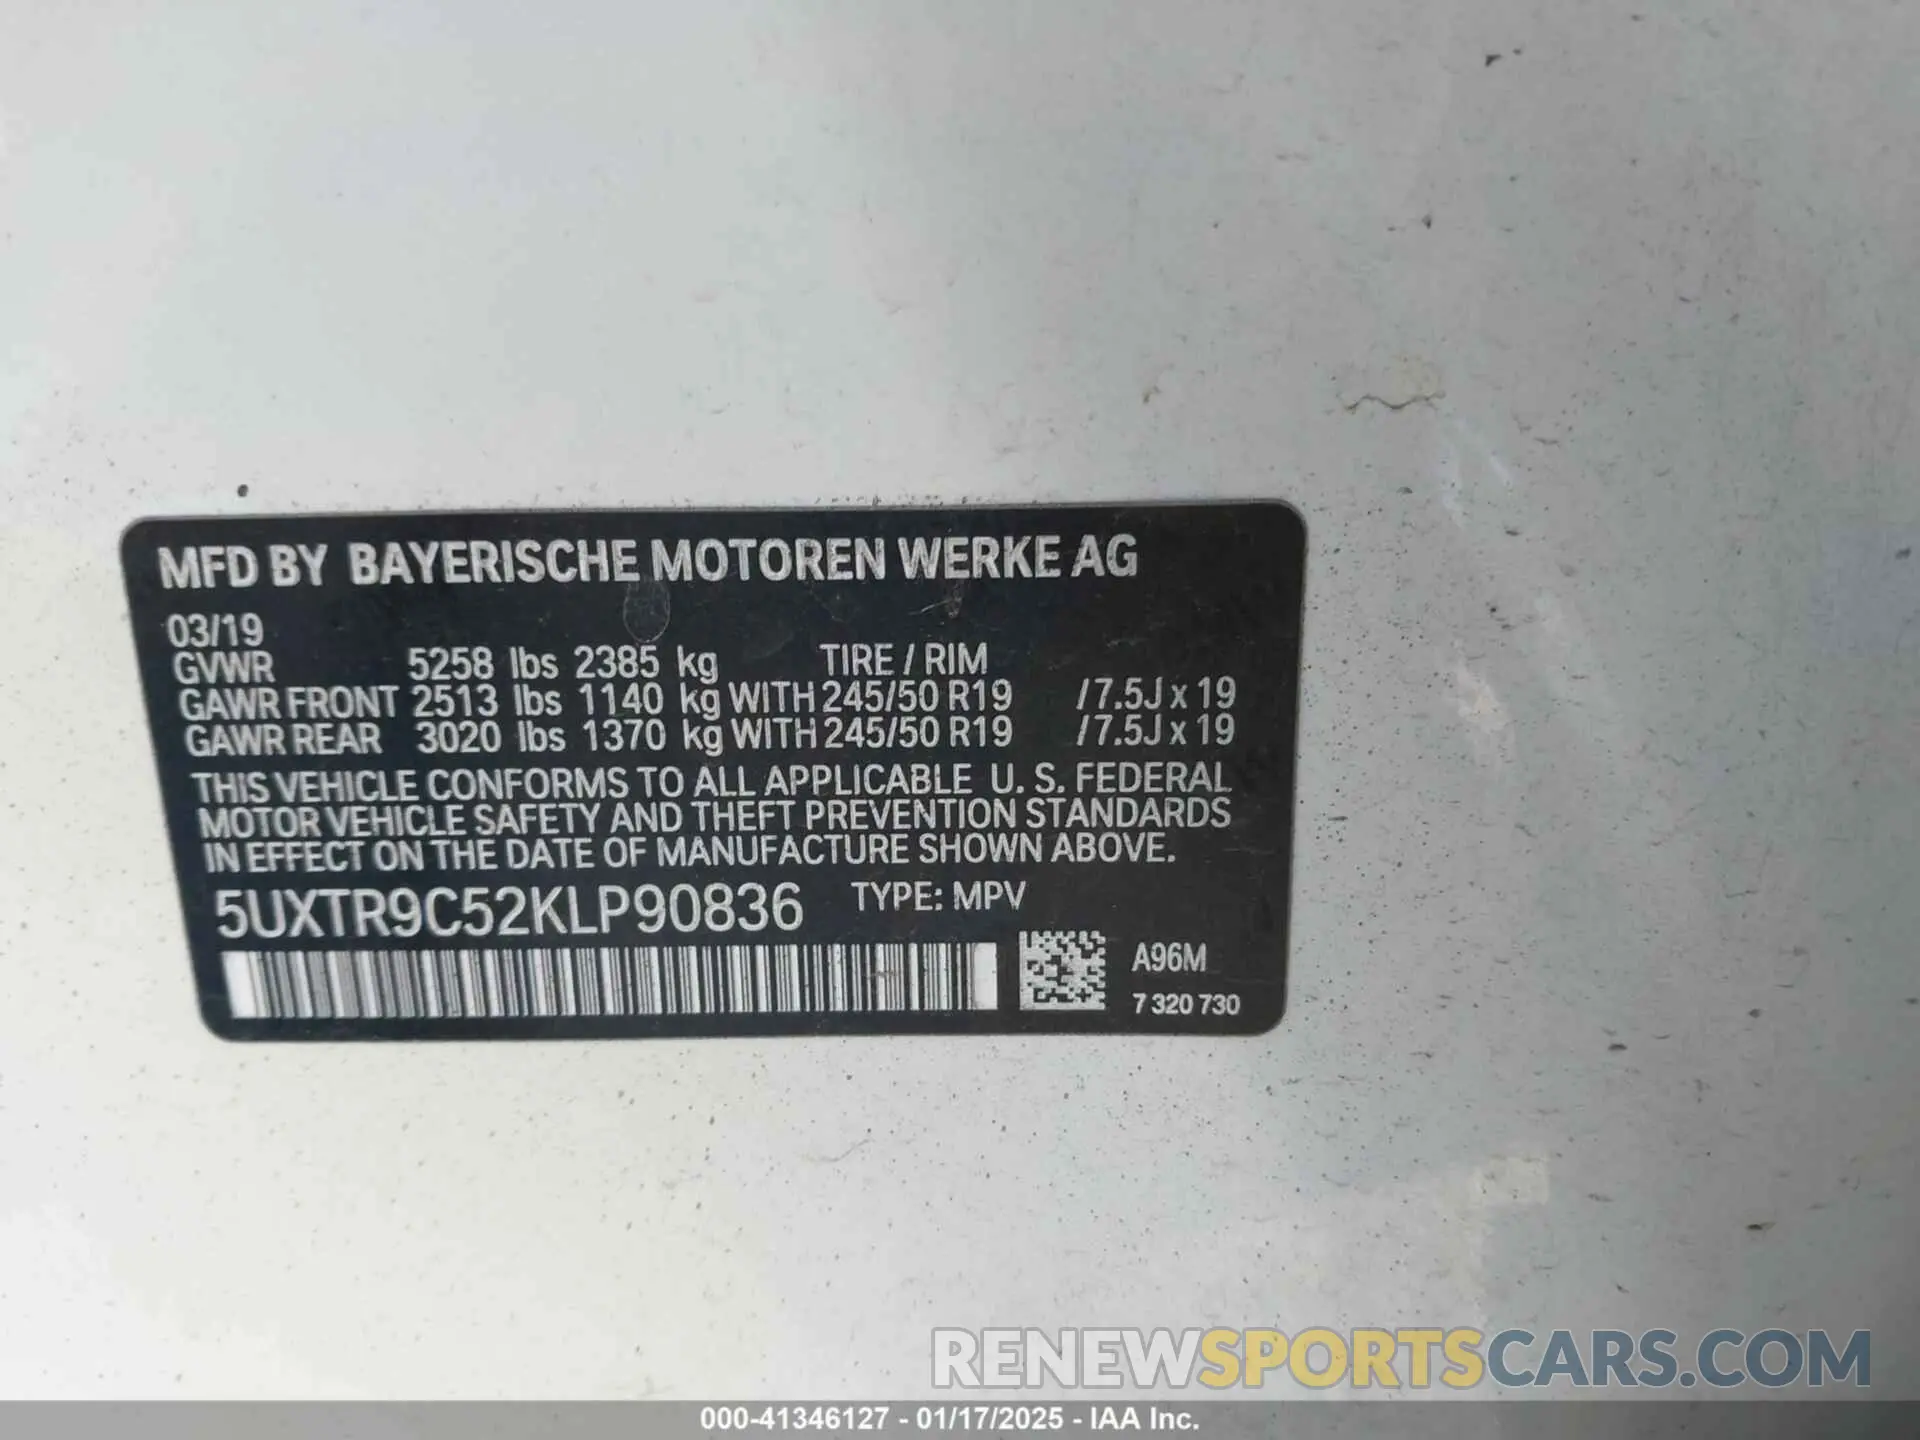 MFD BY BAYERISCHE MOTOREN WERKE AG
03/19
GVWR 5258 lbs 2385 kg TIRE / RIM
GAWR FRONT 2513 lbs 1140 kg WITH 245/50 R19 /7.5J x 19
GAWR REAR 3020 lbs 1370 kg WITH 245/50 R19 /7.5J x 19
THIS VEHICLE CONFORMS TO ALL APPLICABLE U. S. FEDERAL
MOTOR VEHICLE SAFETY AND THEFT PREVENTION STANDARDS
IN EFFECT ON THE DATE OF MANUFACTURE SHOWN ABOVE.
5UXTR9C52KLP90836 TYPE: MPV
A96M
7 320 730
RENEWSPORTSCARS.COM
000-41346127 - 01/17/2025 - IAA Inc.